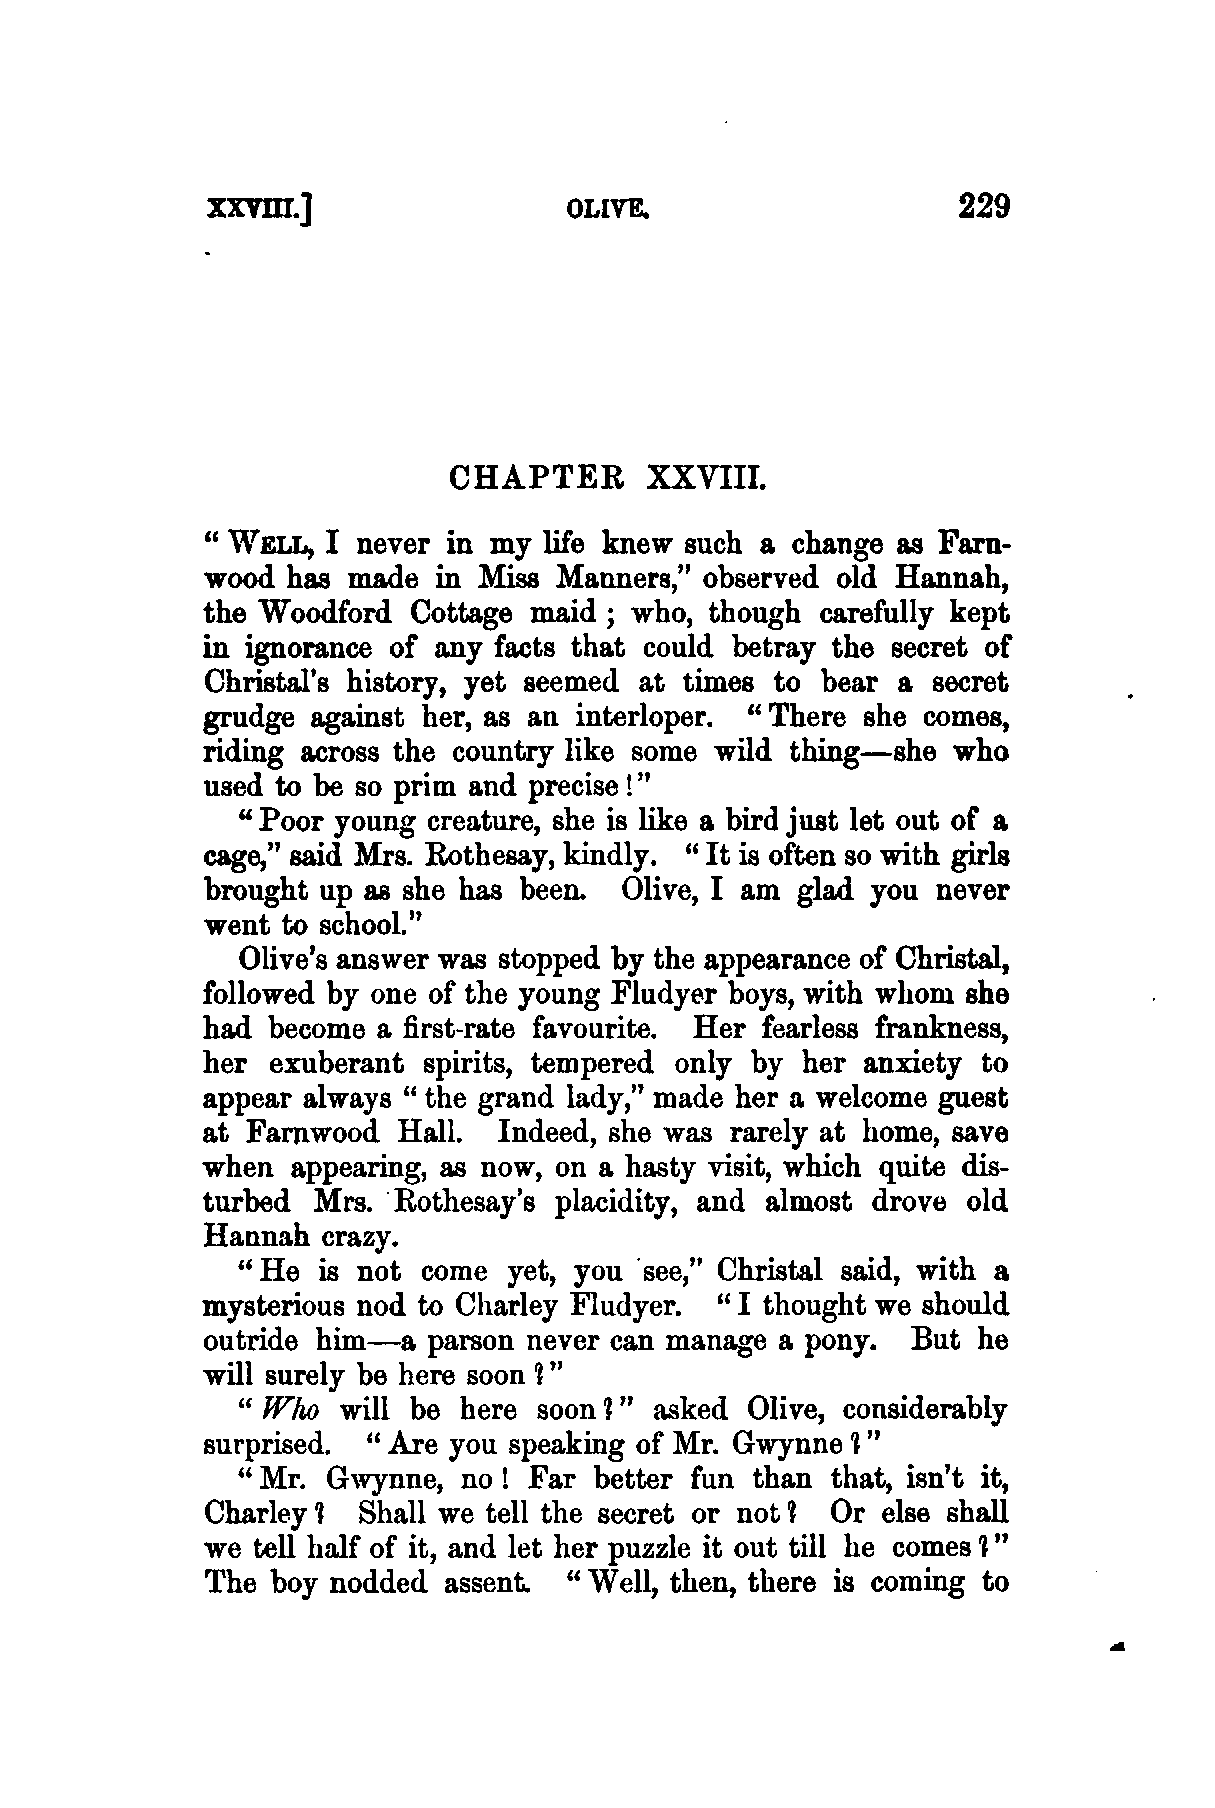 XXVIII.] OLIVE. 229
CHAPTER XXVIII.
"WELL, I never in my life knew such a change as Farn-
wood has made in Miss Manners," observed old Hannah,
the Woodford Cottage maid; who, though carefully kept
in ignorance of any facts that could betray the secret of
Christal's history, yet seemed at times to bear a secret
grudge against her, as an interloper. "There she comes,
riding across the country like some wild thing—she who
used to be so prim and precise!"
"Poor young creature, she is like a bird just let out of a
cage," said Mrs. Rothesay, kindly. "It is often so with girls
brought up as she has been. Olive, I am glad you never
went to school."
Olive's answer was stopped by the appearance of Christal,
followed by one of the young Fludyer boys, with whom she
had become a first-rate favourite. Her fearless frankness,
her exuberant spirits, tempered only by her anxiety to
appear always "the grand lady," made her a welcome guest
at Farnwood Hall. Indeed, she was rarely at home, save
when appearing, as now, on a hasty visit, which quite dis-
turbed Mrs. Rothesay's placidity, and almost drove old
Hannah crazy.
"He is not come yet, you see," Christal said, with a
mysterious nod to Charley Fludyer. "I thought we should
outride him—a parson never can manage a pony. But he
will surely be here soon?"
"Who will be here soon?" asked Olive, considerably
surprised. "Are you speaking of Mr. Gwynne?"
"Mr. Gwynne, no! Far better fun than that, isn't it,
Charley? Shall we tell the secret or not? Or else shall
we tell half of it, and let her puzzle it out till he comes?"
The boy nodded assent. "Well, then, there is coming to